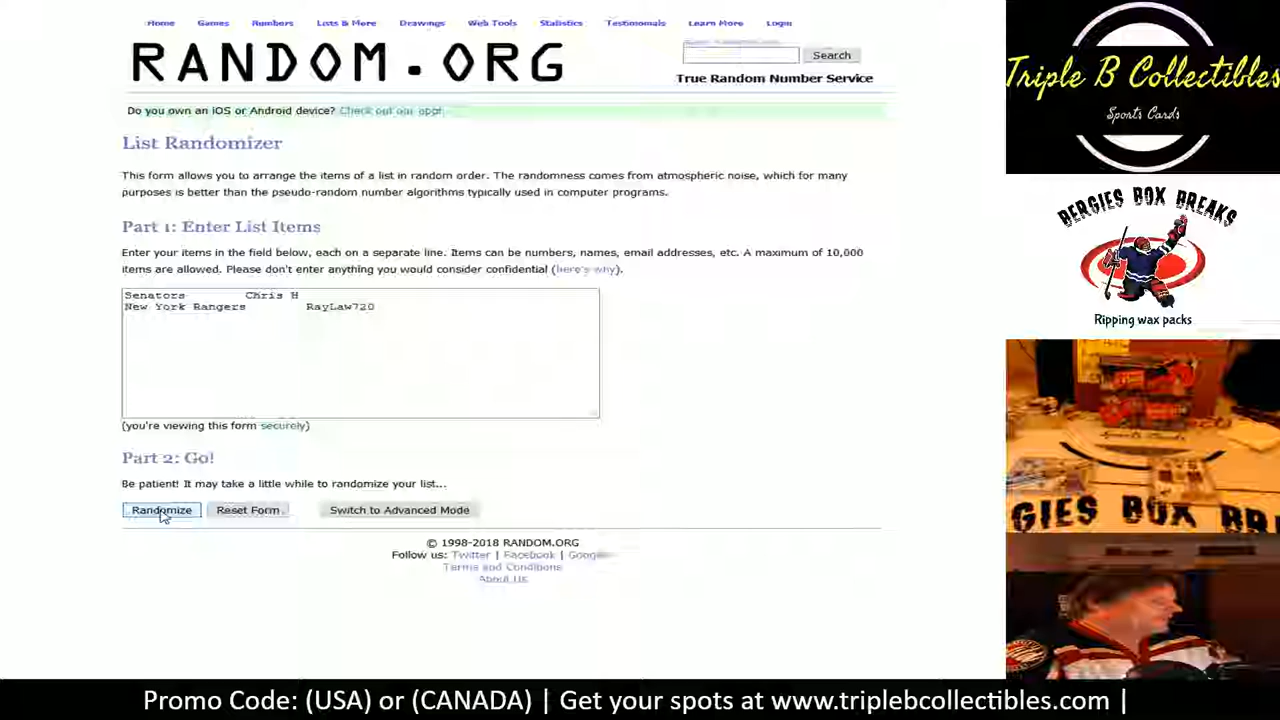 Home Games Numbers Lists & More Drawings Web Tools Statistics Testimonials Learn More Login
RANDOM.ORG
Search
True Random Number Service
Do you own an iOS or Android device? Check out our app!
List Randomizer
This form allows you to arrange the items of a list in random order. The randomness comes from atmospheric noise, which for many
purposes is better than the pseudo-random number algorithms typically used in computer programs.
Part 1: Enter List Items
Enter your items in the field below, each on a separate line. Items can be numbers, names, email addresses, etc. A maximum of 10,000
items are allowed. Please don't enter anything you would consider confidential (here's why).
Senators Chris H
New York Rangers RayLaw720
(you're viewing this form securely)
Part 2: Go!
Be patient! It may take a little while to randomize your list...
Randomize Reset Form Switch to Advanced Mode
© 1998-2018 RANDOM.ORG
Follow us: Twitter | Facebook |
Terms and Conditions
About Us
Triple B Collectibles
Sports Cards
BERGIES BOX BREAKS
Ripping wax packs
GIES BOX BR
Promo Code: (USA) or (CANADA) | Get your spots at www.triplebcollectibles.com |